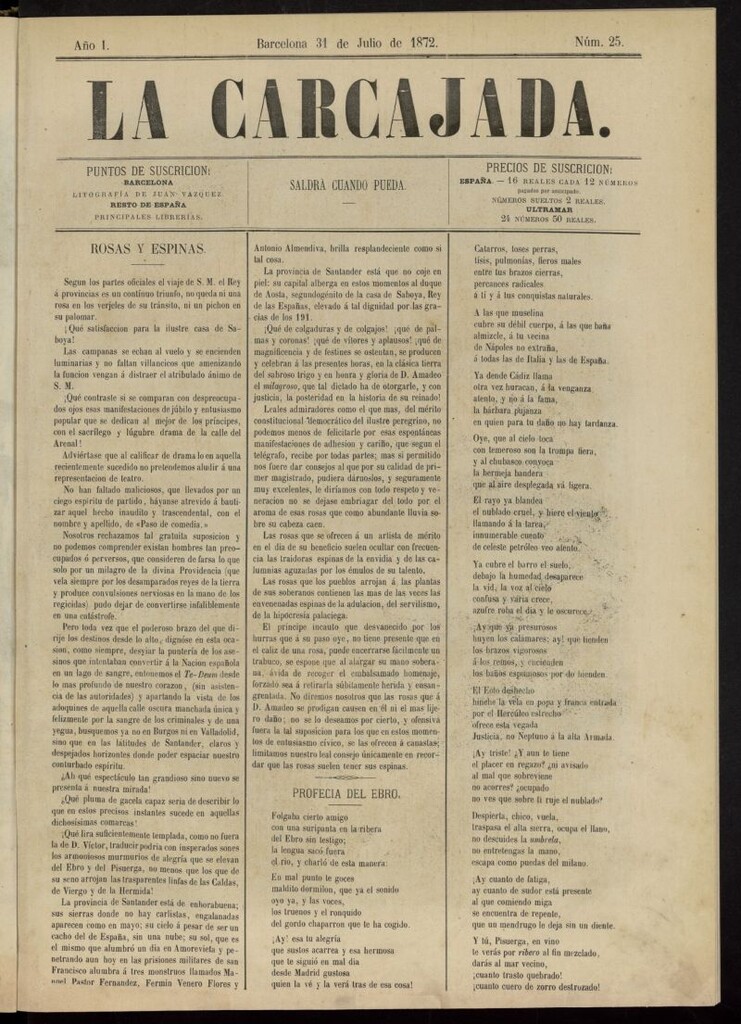 Año 1.
Barcelona 31 de Julio de 1872.
Núm. 25.
LA CARCAJADA.
PUNTOS DE SUSCRICION:
BARCELONA
LITOGRAFÍA DE JUAN VAZQUEZ
RESTO DE ESPAÑA
PRINCIPALES LIBRERÍAS.
SALDRÁ CUANDO PUEDA.
PRECIOS DE SUSCRICION:
ESPAÑA. — 16 REALES CADA 12 NÚMEROS
pagados por anticipado.
NÚMEROS SUELTOS 2 REALES.
ULTRAMAR
24 NÚMEROS 50 REALES.
ROSAS Y ESPINAS.
Segun los partes oficiales el viaje de S. M. el Rey
á provincias es un contínuo triunfo, no queda ni una
rosa en los verjeles de su tránsito, ni un pichon en
su palomar.
¡Qué satisfaccion para la ilustre casa de Sa-
boya!
Las campanas se echan al vuelo y se encienden
luminarias y no faltan villancicos que amenizando
la funcion vengan á distraer el atribulado ánimo de
S. M.
¡Qué contraste si se comparan con despreocupa-
dos ojos esas manifestaciones de júbilo y entusiasmo
popular que se dedican al mejor de los príncipes,
con el sacrílego y lúgubre drama de la calle del
Arenal!
Adviértase que al calificar de drama lo en aquella
recientemente sucedido no pretendemos aludir á una
representacion de teatro.
No han faltado maliciosos, que llevados por un
ciego espíritu de partido, háyanse atrevido á bauti-
zar aquel hecho inaudito y trascendental, con el
nombre y apellido, de «Paso de comedia.»
Nosotros rechazamos tal gratuita suposicion y
no podemos comprender existan hombres tan preo-
cupados ó perversos, que consideren de farsa lo que
solo por un milagro de la divina Providencia (que
vela siempre por los desamparados reyes de la tierra
y produce convulsiones nerviosas en la mano de los
regicidas) pudo dejar de convertirse infaliblemente
en una catástrofe.
Pero toda vez que el poderoso brazo del que di-
rije los destinos desde lo alto, dignóse en esta oca-
sion, como siempre, desviar la puntería de los ase-
sinos que intentaban convertir á la Nacion española
en un lago de sangre, entonemos el Te-Deum desde
lo mas profundo de nuestro corazon, (sin asistencia
de las autoridades) y apartando la vista de los
adoquines de aquella calle oscura manchada única y
felizmente por la sangre de los criminales y de una
yegua, busquemos ya no en Burgos ni en Valladolid,
sino que en las latitudes de Santander, claros y
despejados horizontes donde poder espaciar nuestro
conturbado espíritu.
¡Ah qué espectáculo tan grandioso sino nuevo se
presenta á nuestra mirada!
¡Qué pluma de gacela capaz seria de describir lo
que en estos precisos instantes sucede en aquellas
dichosísimas comarcas!
¡Qué lira suficientemente templada, como no fuera
la de D. Víctor, traducir podria con insperados sones
los armoniosos murmurios de alegría que se elevan
del Ebro y del Pisuerga, no menos que los que de
su seno arrojan las trasparentes linfas de las Caldas,
de Viergo y de la Hermida!
La provincia de Santander está de enhorabuena;
sus sierras donde no hay carlistas, engalanadas
aparecen como en mayo; su cielo á pesar de ser un
cacho del de España, sin una nube; su sol, que es
el mismo que alumbró un dia en Amorevieta y pe-
netrando aun hoy en las prisiones militares de san
Francisco alumbra á tres monstruos llamados Ma-
nuel Pastor Fernandez, Fermin Venero Flores y
Antonio Almendiva, brilla resplandeciente como si
tal cosa.
La provincia de Santander está que no coje en
piel: su capital alberga en estos momentos al duque
de Aosta, segundogénito de la casa de Saboya, Rey
de las Españas, elevado á tal dignidad por las gra-
cias de los 191.
¡Qué de colgaduras y de colgajos! ¡qué de pal-
mas y coronas! ¡qué de vítores y aplausos! ¡qué de
magnificencia y de festines se ostentan, se producen
y celebran á las presentes horas, en la clásica tierra
del sabroso trigo y en honra y gloria de D. Amadeo
el milagroso, que tal dictado ha de otorgarle, y con
justicia, la posteridad en la historia de su reinado!
Leales admiradores como el que mas, del mérito
constitucional democrático del ilustre peregrino, no
podemos menos de felicitarle por esas espontáneas
manifestaciones de adhesion y cariño, que segun el
telégrafo, recibe por todas partes; mas si permitido
nos fuere dar consejos al que por su calidad de pri-
mer magistrado, pudiera dárnoslos, y seguramente
muy excelentes, le diríamos con todo respeto y ve-
neracion no se dejase embriagar del todo por el
aroma de esas rosas que como abundante lluvia so-
bre su cabeza caen.
Las rosas que se ofrecen á un artista de mérito
en el dia de su beneficio suelen ocultar con frecuen-
cia las traidoras espinas de la envidia y de las ca-
lumnias aguzadas por los émulos de su talento.
Las rosas que los pueblos arrojan á las plantas
de sus soberanos contienen las mas de las veces las
envenenadas espinas de la adulacion, del servilismo,
de la hipocresía palaciega.
El príncipe incauto que desvanecido por los
hurras que á su paso oye, no tiene presente que en
el cáliz de una rosa, puede encerrarse fácilmente un
trabuco, se espone que al alargar su mano sobera-
na, ávida de recoger el embalsamado homenaje,
forzado sea á retirarla súbitamente herida y ensan-
grentada. No diremos nosotros que las rosas que á
D. Amadeo se prodigan causen en él ni el mas lije-
ro daño; no se lo deseamos por cierto, y ofensiva
fuera la tal suposicion para los que en estos momen-
tos de entusiasmo cívico, se las ofrecen á canastas;
limitamos nuestro leal consejo únicamente en recor-
dar que las rosas suelen tener sus espinas.
PROFECIA DEL EBRO.
Folgaba cierto amigo
con una suripanta en la ribera
del Ebro sin testigo;
la lengua sacó fuera
el rio, y charló de esta manera:
En mal punto te goces
maldito dormilon, que ya el sonido
oyo ya, y las voces,
los truenos y el ronquido
del gordo chaparron que te ha cogido.
¡Ay! esa tu alegría
que sustos acarrea y esa hermosa
que te siguió en mal dia
desde Madrid gustosa
quien la vé y la verá tras de esa cosa!
Catarros, toses perras,
tisis, pulmonías, fieros males
entre tus brazos cierras,
percances radicales
á tí y á tus conquistas naturales.
A las que muselina
cubre su débil cuerpo, á las que baña
almizcle, á tu vecina
de Nápoles no extraña,
á todas las de Italia y las de España.
Ya desde Cádiz llama
otra vez huracan, á la venganza
atento, y no á la fama,
la bárbara pujanza
en quien para tu daño no hay tardanza.
Oye, que al cielo toca
con temeroso son la trompa fiera,
y al chubasco convoca
la bermeja bandera
que al aire desplegada vá ligera.
El rayo ya blandea
el nublado cruel, y hiere el viento
llamando á la tarea,
innumerable cuento
de celeste petróleo veo atento.
Ya cubre el barro el suelo,
debajo la humedad desaparece
la vid, la voz al cielo
confusa y varia crece,
azufre roba el dia y le oscurece.
¡Ay que ya presurosos
huyen los calamares; ay! que tienden
los brazos vigorosos
á los remos, y encienden
los baños espumosos por do hienden.
El Eolo deshecho
hinche la vela en popa y franca entrada
por el Hercúleo estrecho
ofrece esta vegada
Justicia, no Neptuno á la alta Armada.
¡Ay triste! ¿Y aun te tiene
el placer en regazo? ¿ni avisado
al mal que sobreviene
no acorres? ¿ocupado
no ves que sobre tí ruje el nublado?
Despierta, chico, vuela,
traspasa el alta sierra, ocupa el llano,
no descuides la umbrela,
no entretengas la mano,
escapa como puedas del milano.
¡Ay cuanto de fatiga,
ay cuanto de sudor está presente
al que comiendo miga
se encuentra de repente,
que un mendrugo le deja sin un diente.
Y tú, Pisuerga, en vino
te verás por ribero al fin mezclado,
darás al mar vecino,
¡cuanto trasto quebrado!
¡cuanto cuero de zorro destrozado!